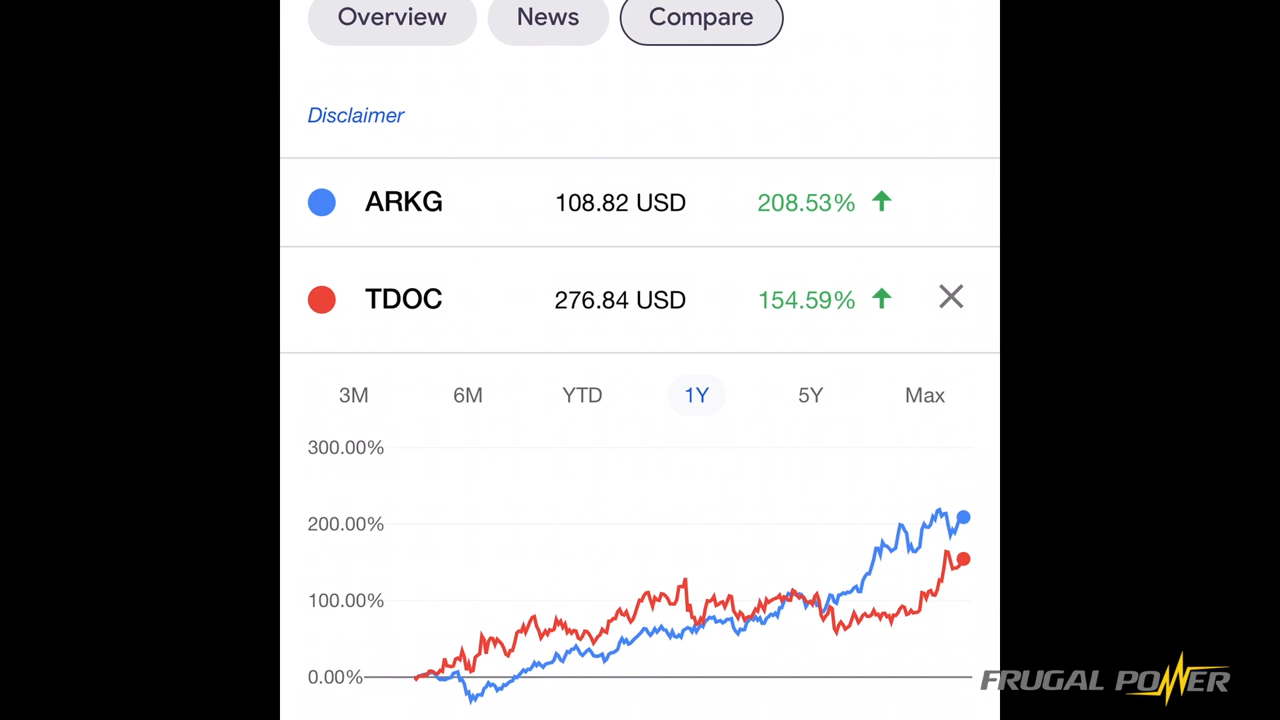 Overview News Compare
Disclaimer
ARKG 108.82 USD 208.53%
TDOC 276.84 USD 154.59%
3M 6M YTD 1Y 5Y Max
300.00%
200.00%
100.00%
0.00%
FRUGAL POWER